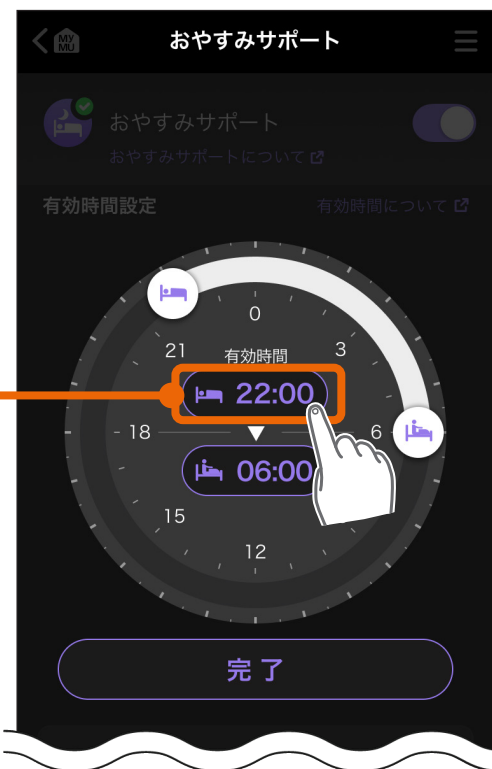 MY
MU
おやすみサポート
おやすみサポート
おやすみサポートについて
有効時間設定 有効時間について
0
21 有効時間 3
22:00
18 6
06:00
15
12
完了